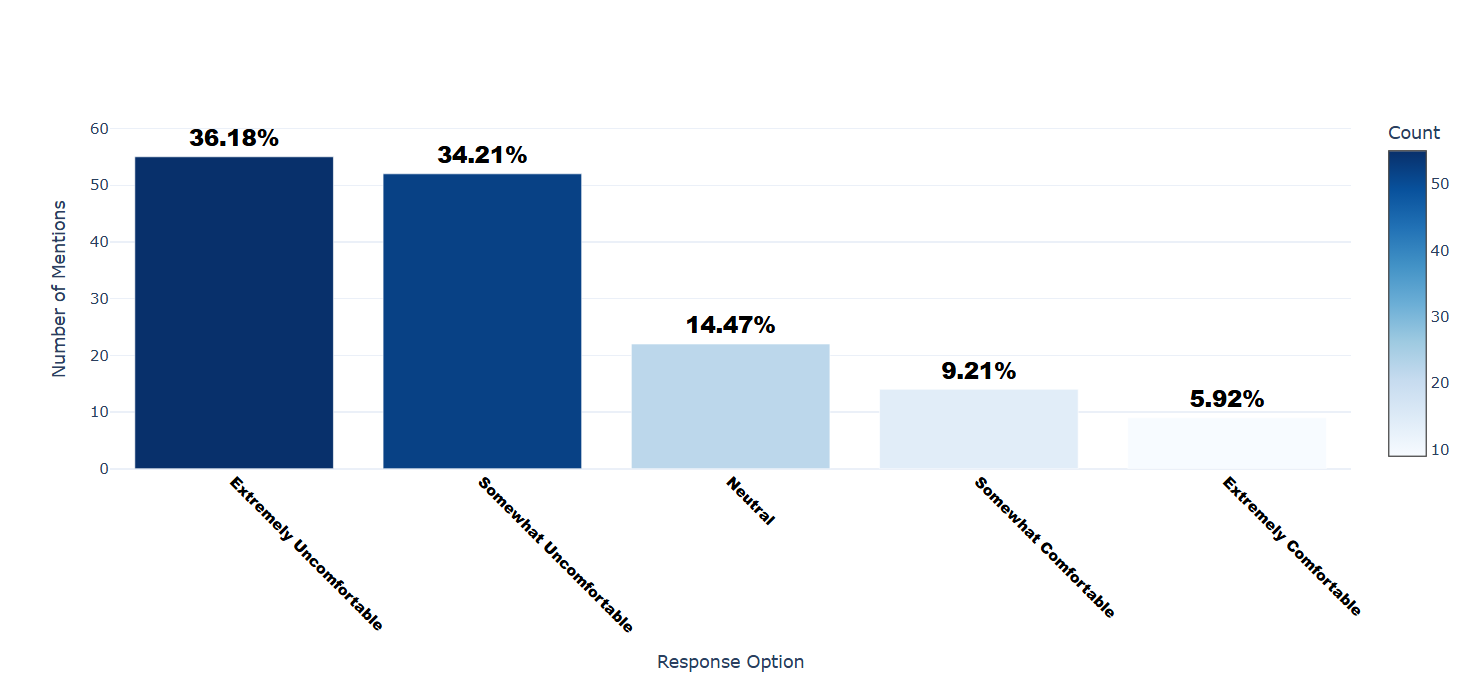 Number of Mentions
60
50
40
30
20
10
0
36.18%
34.21%
14.47%
9.21%
5.92%
Extremely Uncomfortable
Somewhat Uncomfortable
Neutral
Somewhat Comfortable
Extremely Comfortable
Response Option
Count
50
40
30
20
10